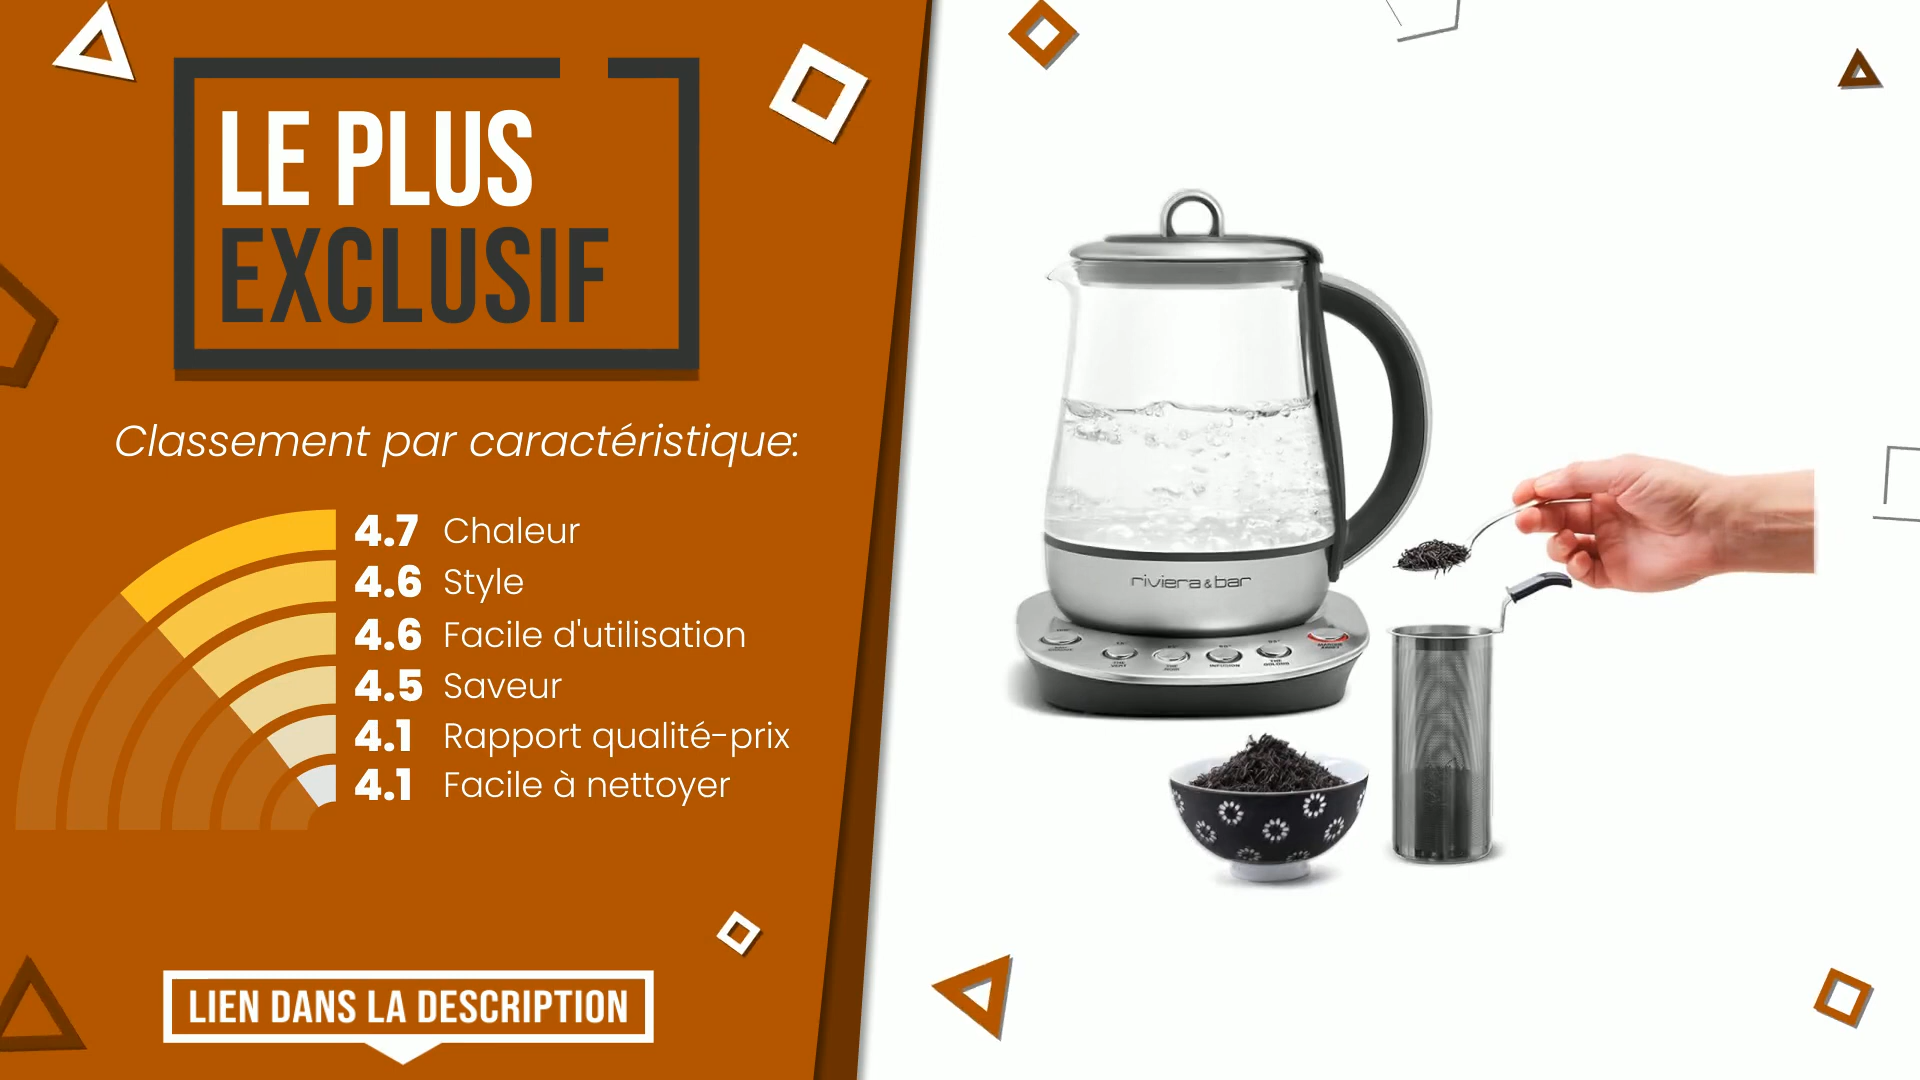 LE PLUS
EXCLUSIF
Classement par caractéristique:
4.7 Chaleur
4.6 Style
4.6 Facile d'utilisation
4.5 Saveur
4.1 Rapport qualité-prix
4.1 Facile à nettoyer
LIEN DANS LA DESCRIPTION
riviera & bar
INFUSION